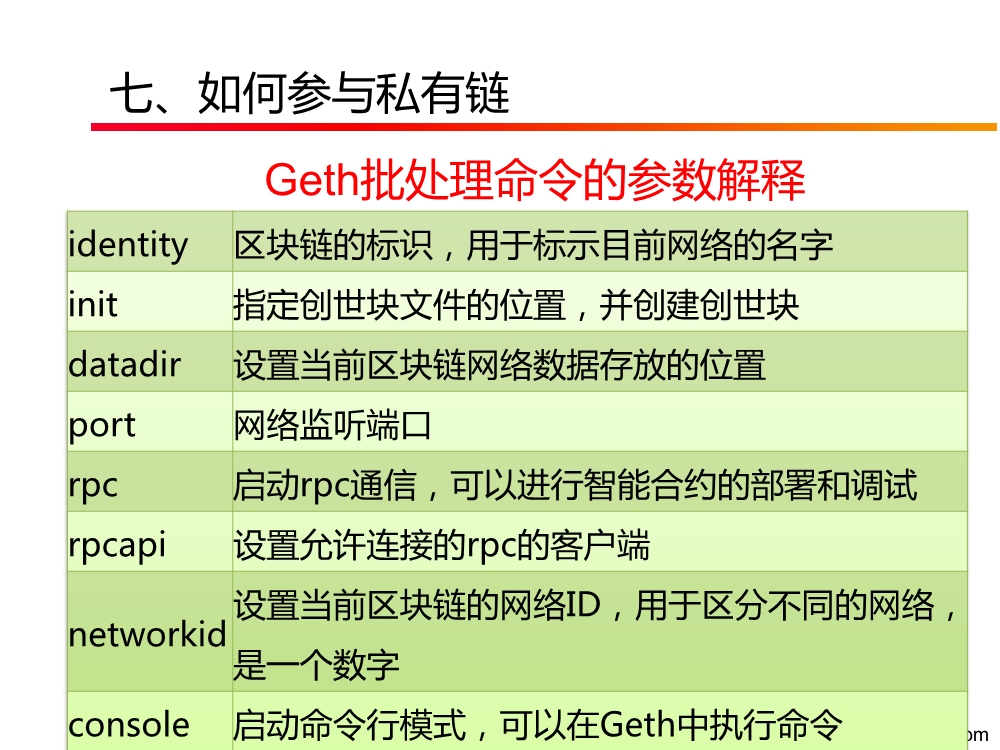 七、如何参与私有链
Geth批处理命令的参数解释
identity 区块链的标识，用于标示目前网络的名字
init 指定创世块文件的位置，并创建创世块
datadir 设置当前区块链网络数据存放的位置
port 网络监听端口
rpc 启动rpc通信，可以进行智能合约的部署和调试
rpcapi 设置允许连接的rpc的客户端
networkid 设置当前区块链的网络ID，用于区分不同的网络，
是一个数字
console 启动命令行模式，可以在Geth中执行命令
om